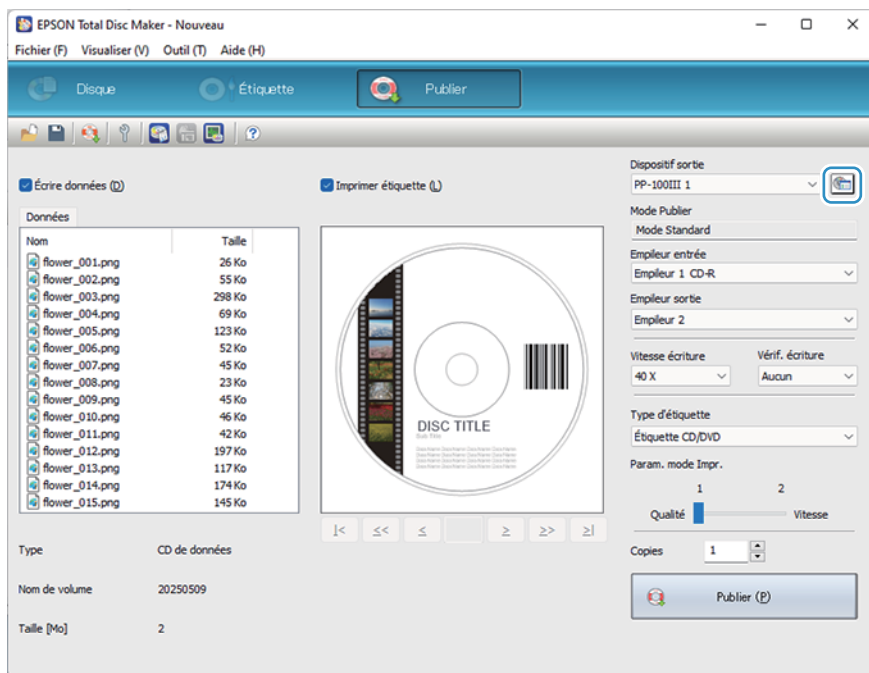 EPSON Total Disc Maker - Nouveau
Fichier (F) Visualiser (V) Outil (T) Aide (H)
Disque Étiquette Publier
Écrire données (D)
Données
Nom Taille
flower_001.png 26 Ko
flower_002.png 55 Ko
flower_003.png 298 Ko
flower_004.png 69 Ko
flower_005.png 123 Ko
flower_006.png 52 Ko
flower_007.png 45 Ko
flower_008.png 23 Ko
flower_009.png 45 Ko
flower_010.png 46 Ko
flower_011.png 42 Ko
flower_012.png 197 Ko
flower_013.png 117 Ko
flower_014.png 174 Ko
flower_015.png 145 Ko
Type CD de données
Nom de volume 20250509
Taille [Mo] 2
Imprimer étiquette (L)
DISC TITLE
Sub Title
|< << < > >> >|
Dispositif sortie
PP-100III 1
Mode Publier
Mode Standard
Empileur entrée
Empileur 1 CD-R
Empileur sortie
Empileur 2
Vitesse écriture Vérif. écriture
40 X Aucun
Type d'étiquette
Étiquette CD/DVD
Param. mode Impr.
1 2
Qualité Vitesse
Copies 1
Publier (P)